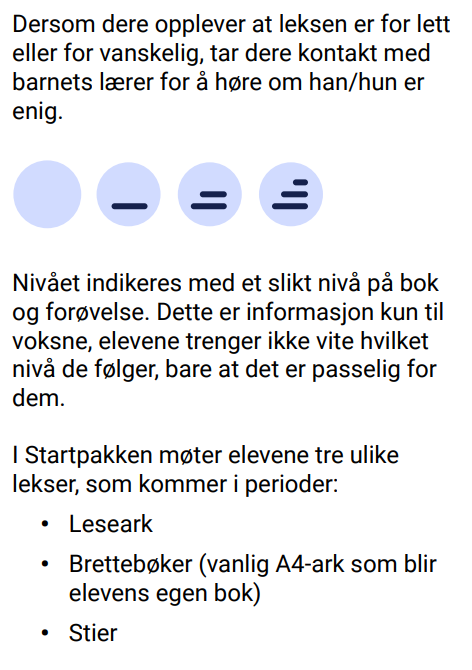 Dersom dere opplever at leksen er for lett
eller for vanskelig, tar dere kontakt med
barnets lærer for å høre om han/hun er
enig.
Nivået indikeres med et slikt nivå på bok
og forøvelse. Dette er informasjon kun til
voksne, elevene trenger ikke vite hvilket
nivå de følger, bare at det er passelig for
dem.
I Startpakken møter elevene tre ulike
lekser, som kommer i perioder:
• Leseark
• Brettebøker (vanlig A4-ark som blir
elevens egen bok)
• Stier